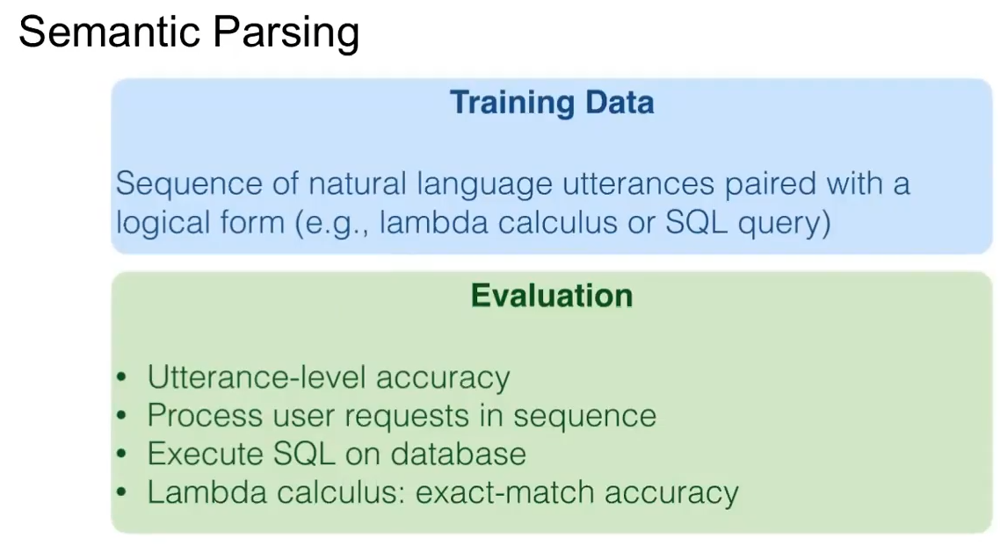 Semantic Parsing
Training Data
Sequence of natural language utterances paired with a
logical form (e.g., lambda calculus or SQL query)
Evaluation
• Utterance-level accuracy
• Process user requests in sequence
• Execute SQL on database
• Lambda calculus: exact-match accuracy